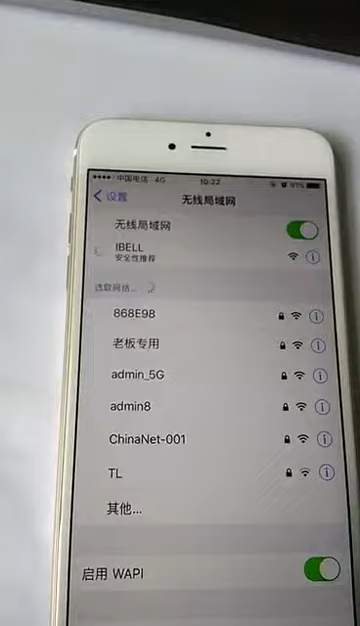 中国电信 4G 10:22 91%
设置 无线局域网
无线局域网
IBELL
安全性推荐
选取网络...
868E98
老板专用
admin_5G
admin8
ChinaNet-001
TL
其他...
启用 WAPI